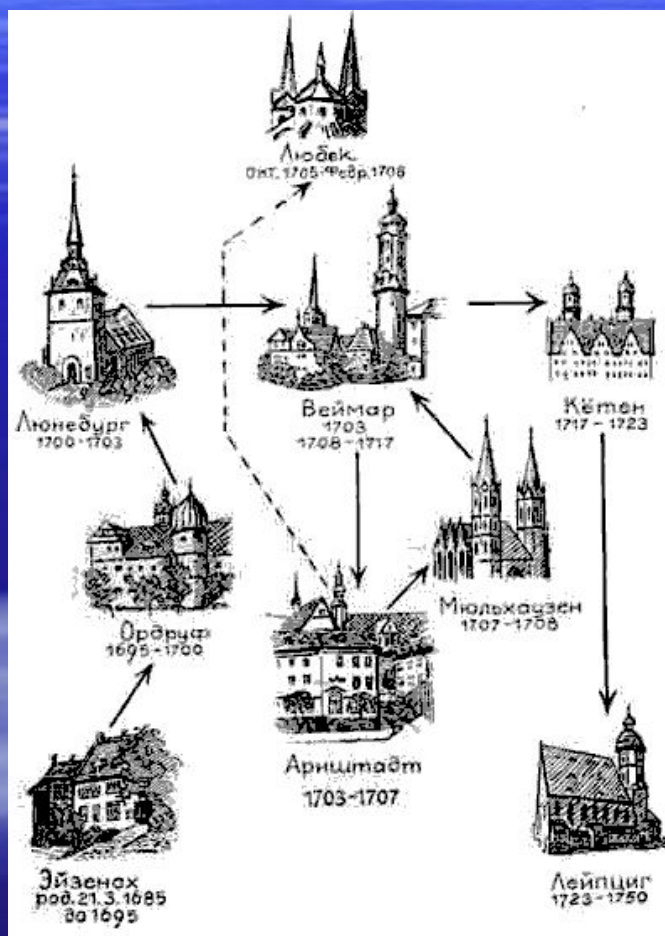 Любек
окт. 1705-февр. 1706
Люнебург
1700-1703
Веймар
1703
1708-1717
Кётен
1717-1723
Ордруф
1695-1700
Мюльхаузен
1707-1708
Арнштадт
1703-1707
Эйзенах
род. 21.3.1685
до 1695
Лейпциг
1723-1750